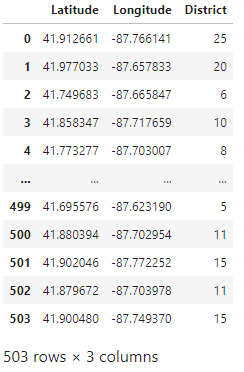 Latitude Longitude District
0 41.912661 -87.766141 25
1 41.977033 -87.657833 20
2 41.749683 -87.665847 6
3 41.858347 -87.717659 10
4 41.773277 -87.703007 8
... ... ... ...
499 41.695576 -87.623190 5
500 41.880394 -87.702954 11
501 41.902046 -87.772252 15
502 41.879672 -87.703978 11
503 41.900480 -87.749370 15
503 rows × 3 columns